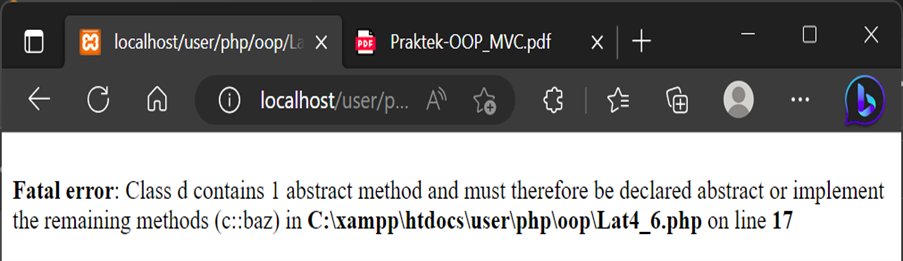 localhost/user/php/oop/La
Praktek-OOP_MVC.pdf
localhost/user/p...
Fatal error: Class d contains 1 abstract method and must therefore be declared abstract or implement
the remaining methods (c::baz) in C:\xampp\htdocs\user\php\oop\Lat4_6.php on line 17